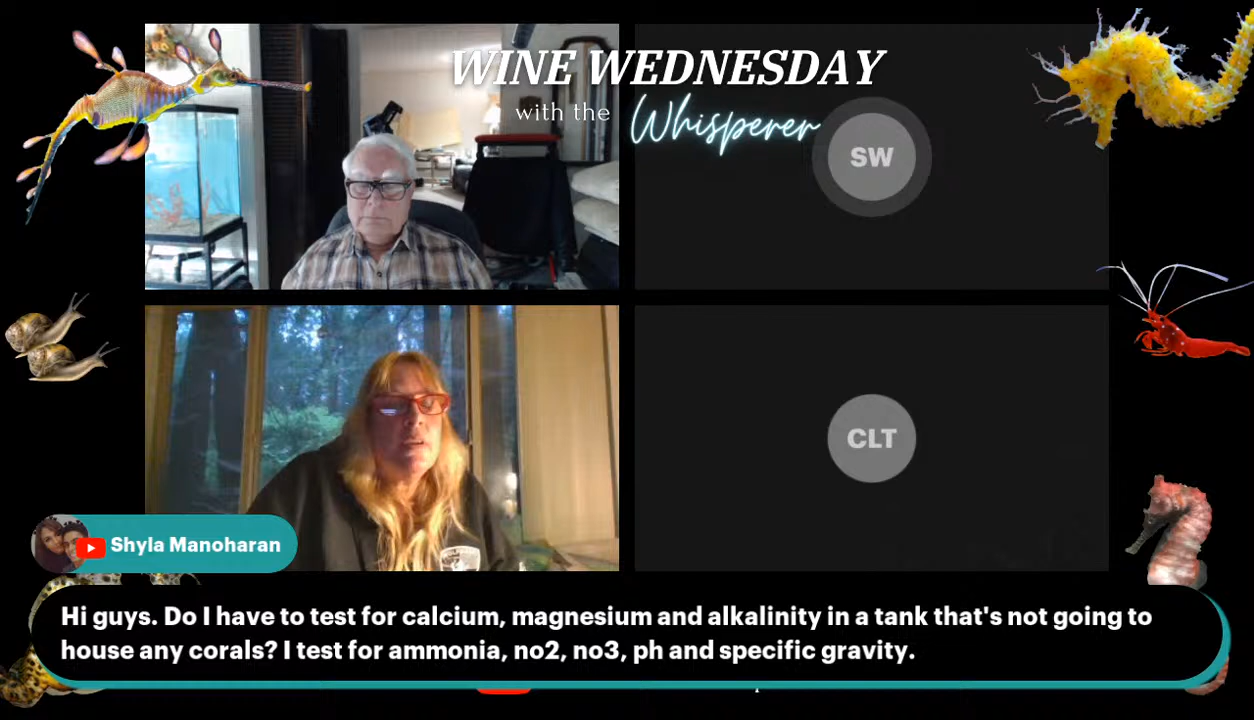 WINE WEDNESDAY
with the Whisperer
SW
CLT
Shyla Manoharan
Hi guys. Do I have to test for calcium, magnesium and alkalinity in a tank that's not going to
house any corals? I test for ammonia, no2, no3, ph and specific gravity.